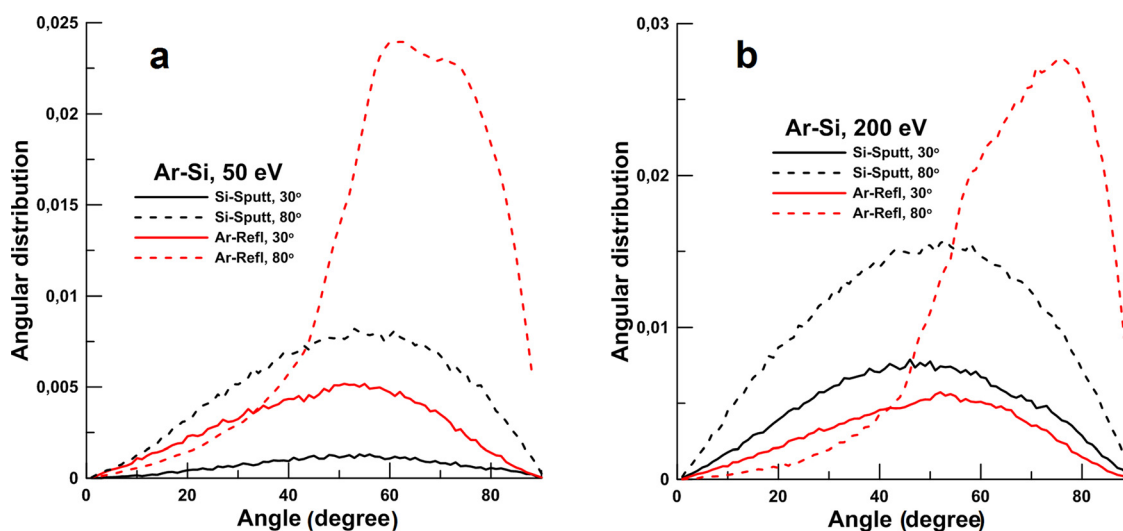 a
Ar-Si, 50 eV
Si-Sputt, 30º
Si-Sputt, 80º
Ar-Refl, 30º
Ar-Refl, 80º
Angular distribution
0,025
0,02
0,015
0,01
0,005
0
0
20
40
60
80
Angle (degree)
b
Ar-Si, 200 eV
Si-Sputt, 30º
Si-Sputt, 80º
Ar-Refl, 30º
Ar-Refl, 80º
Angular distribution
0,03
0,02
0,01
0
0
20
40
60
80
Angle (degree)